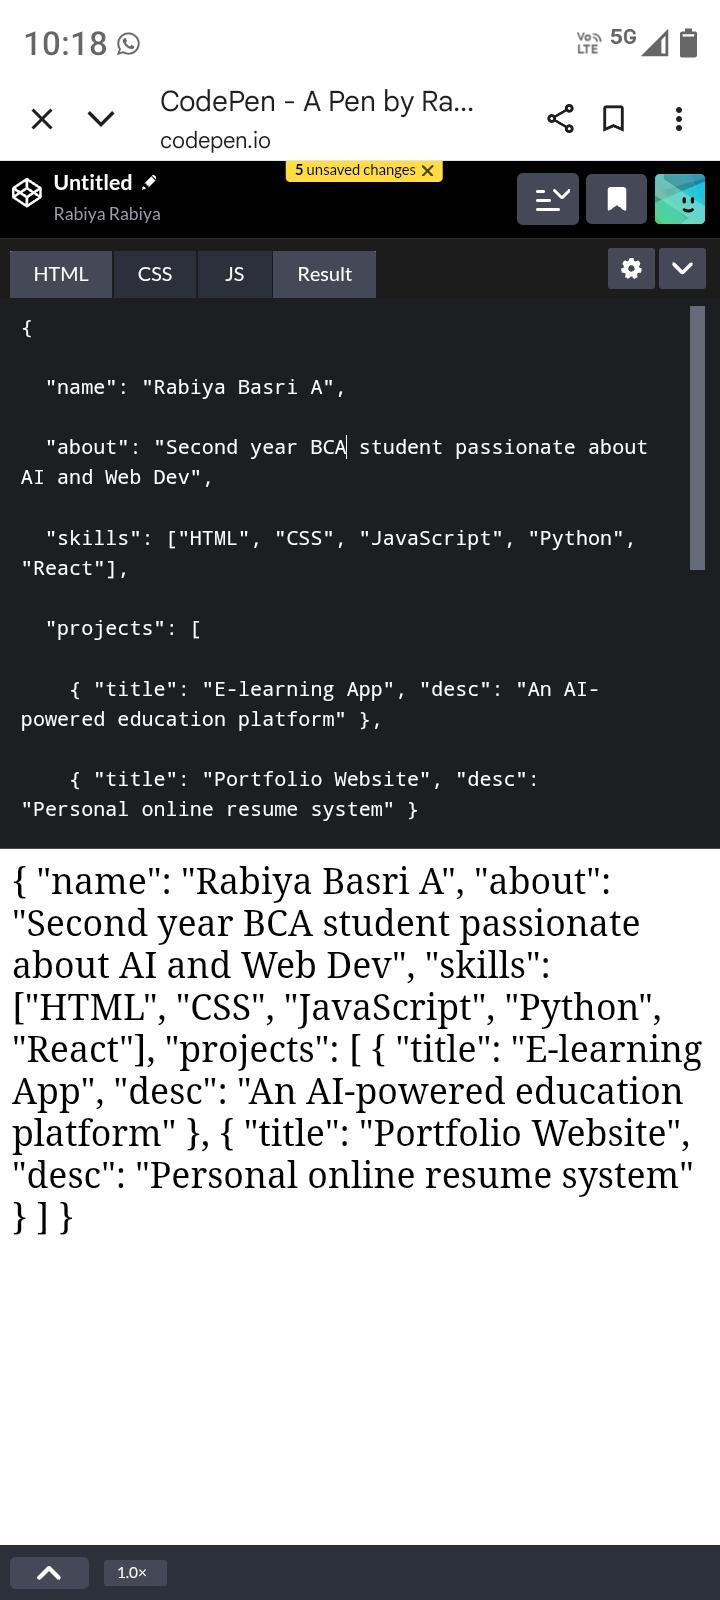 10:18
Vo LTE 5G
CodePen - A Pen by Ra...
codepen.io
5 unsaved changes
Untitled
Rabiya Rabiya
HTML CSS JS Result
{
"name": "Rabiya Basri A",
"about": "Second year BCA student passionate about
AI and Web Dev",
"skills": ["HTML", "CSS", "JavaScript", "Python",
"React"],
"projects": [
{ "title": "E-learning App", "desc": "An AI-
powered education platform" },
{ "title": "Portfolio Website", "desc":
"Personal online resume system" }
{ "name": "Rabiya Basri A", "about":
"Second year BCA student passionate
about AI and Web Dev", "skills":
["HTML", "CSS", "JavaScript", "Python",
"React"], "projects": [ { "title": "E-learning
App", "desc": "An AI-powered education
platform" }, { "title": "Portfolio Website",
"desc": "Personal online resume system"
} ] }
1.0×